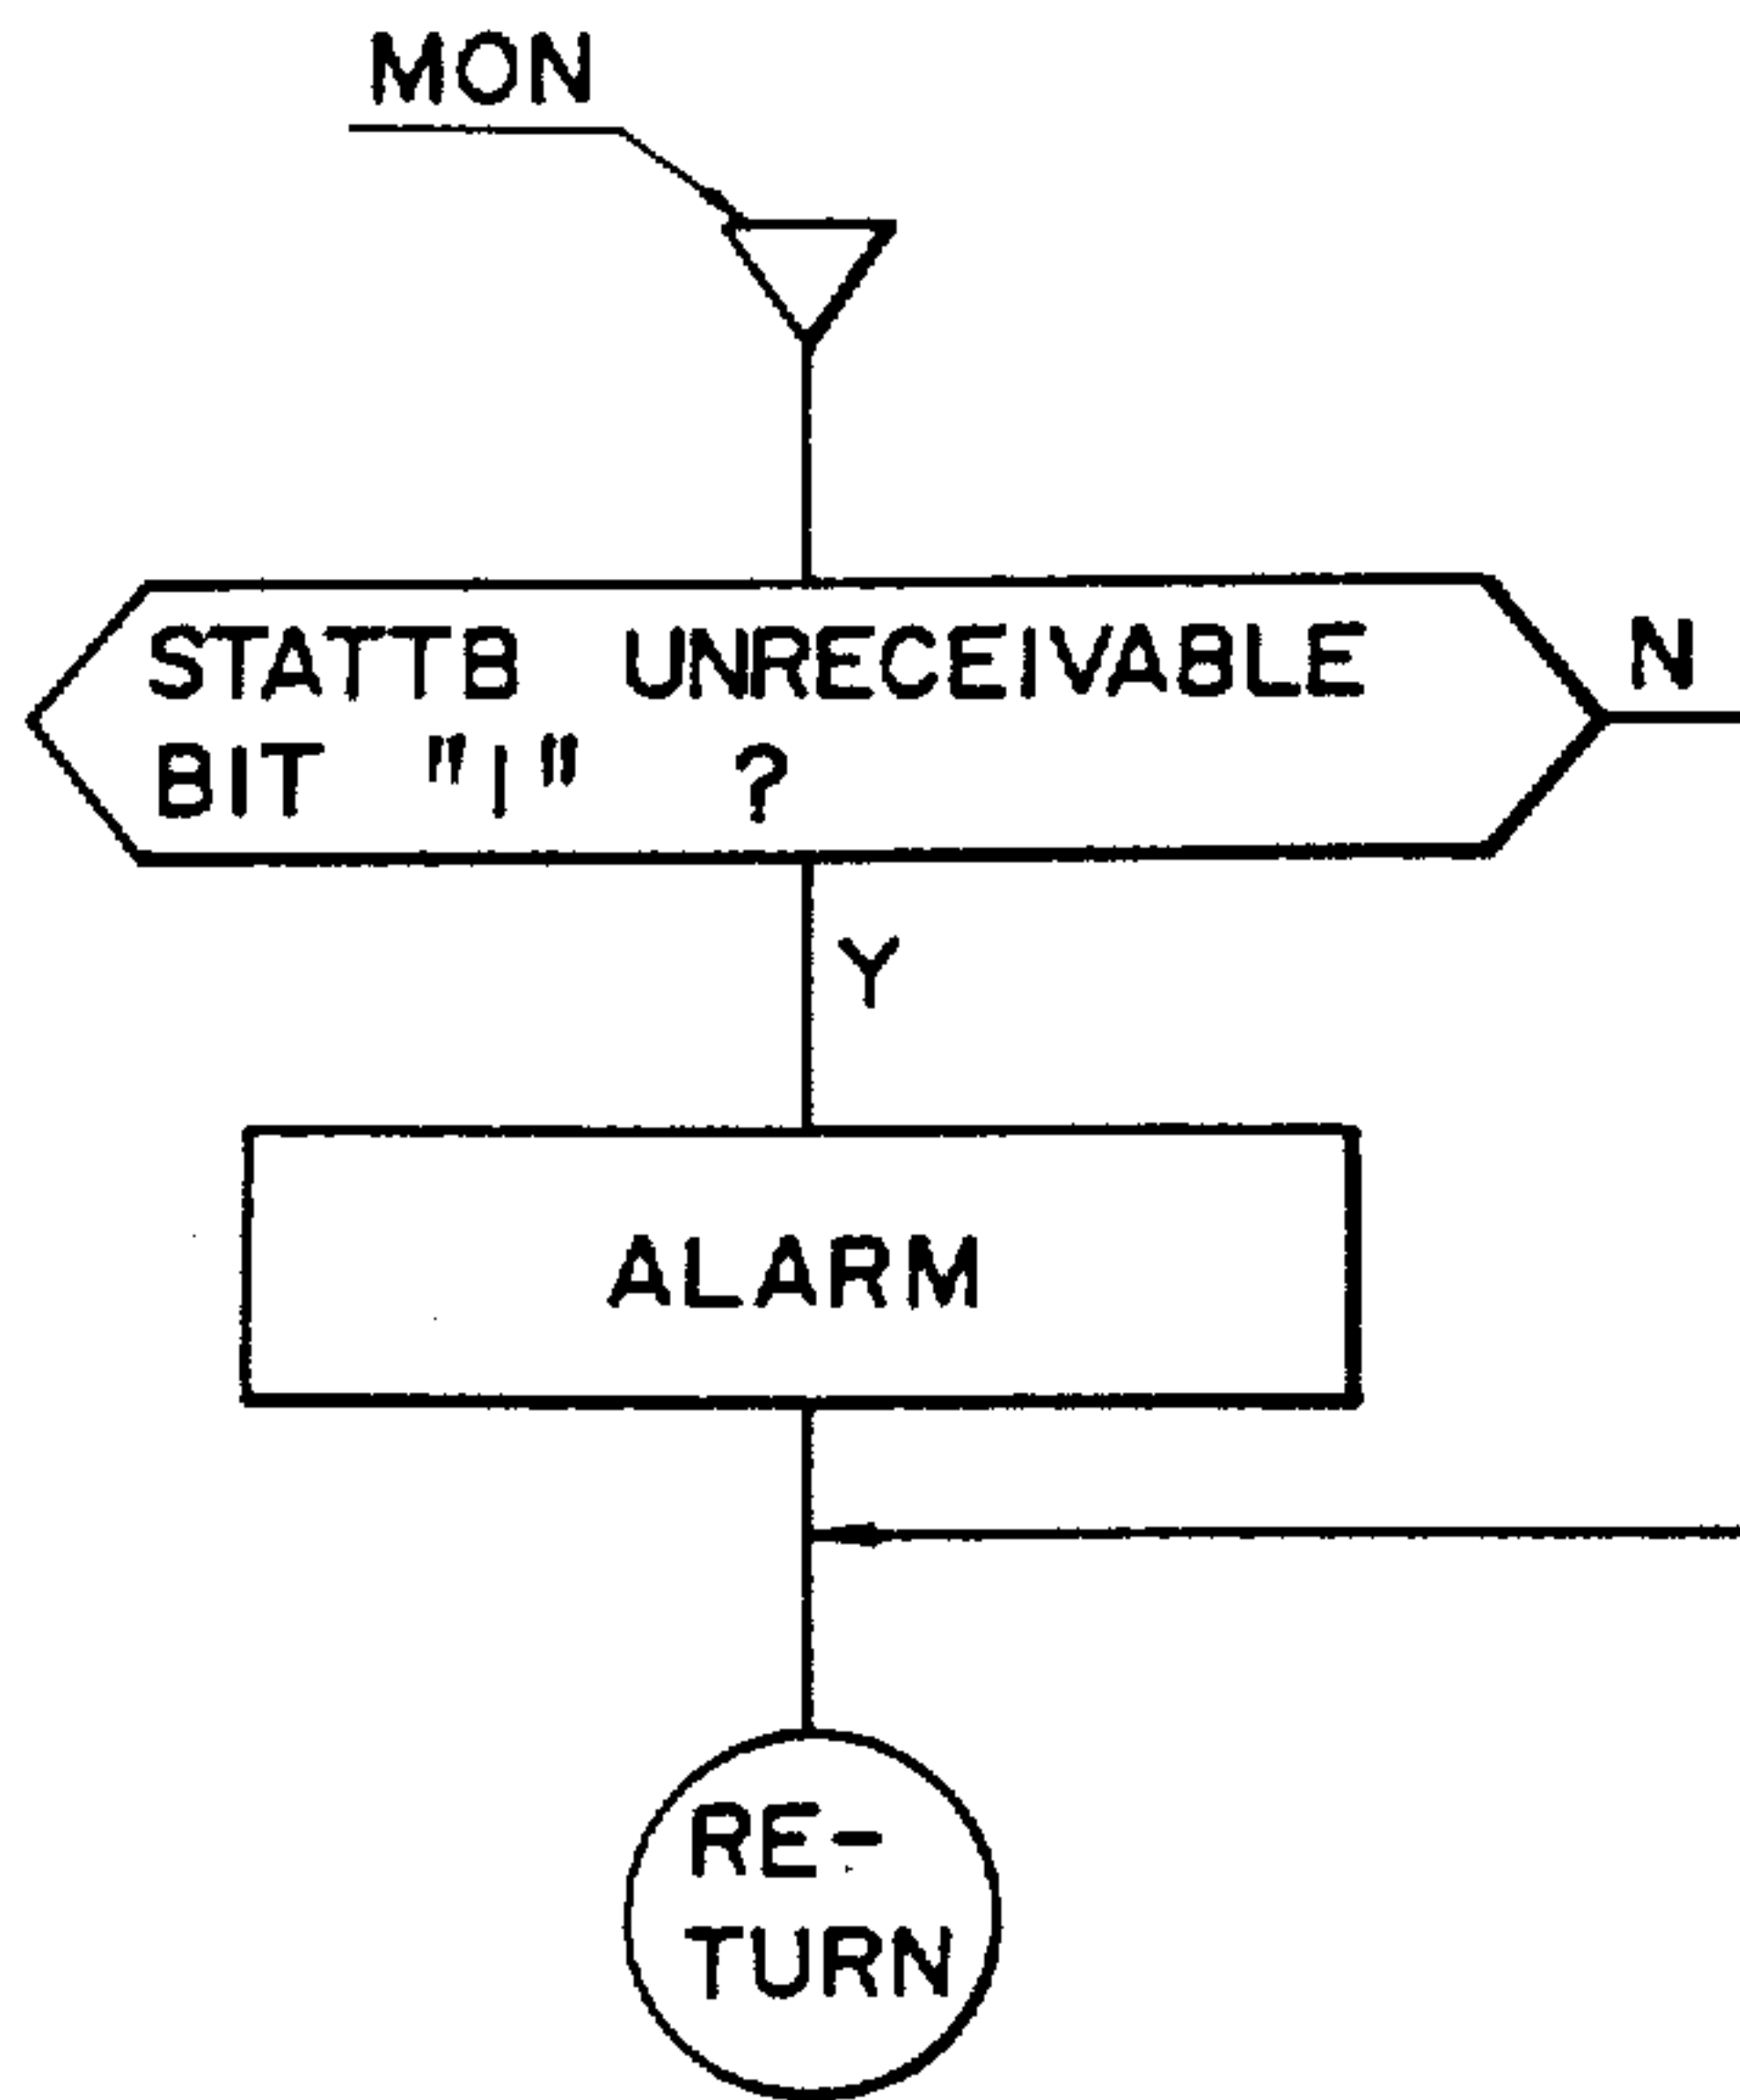 MON
STATTB UNRECEIVABLE
BIT "1" ?
N
Y
ALARM
RE-
TURN